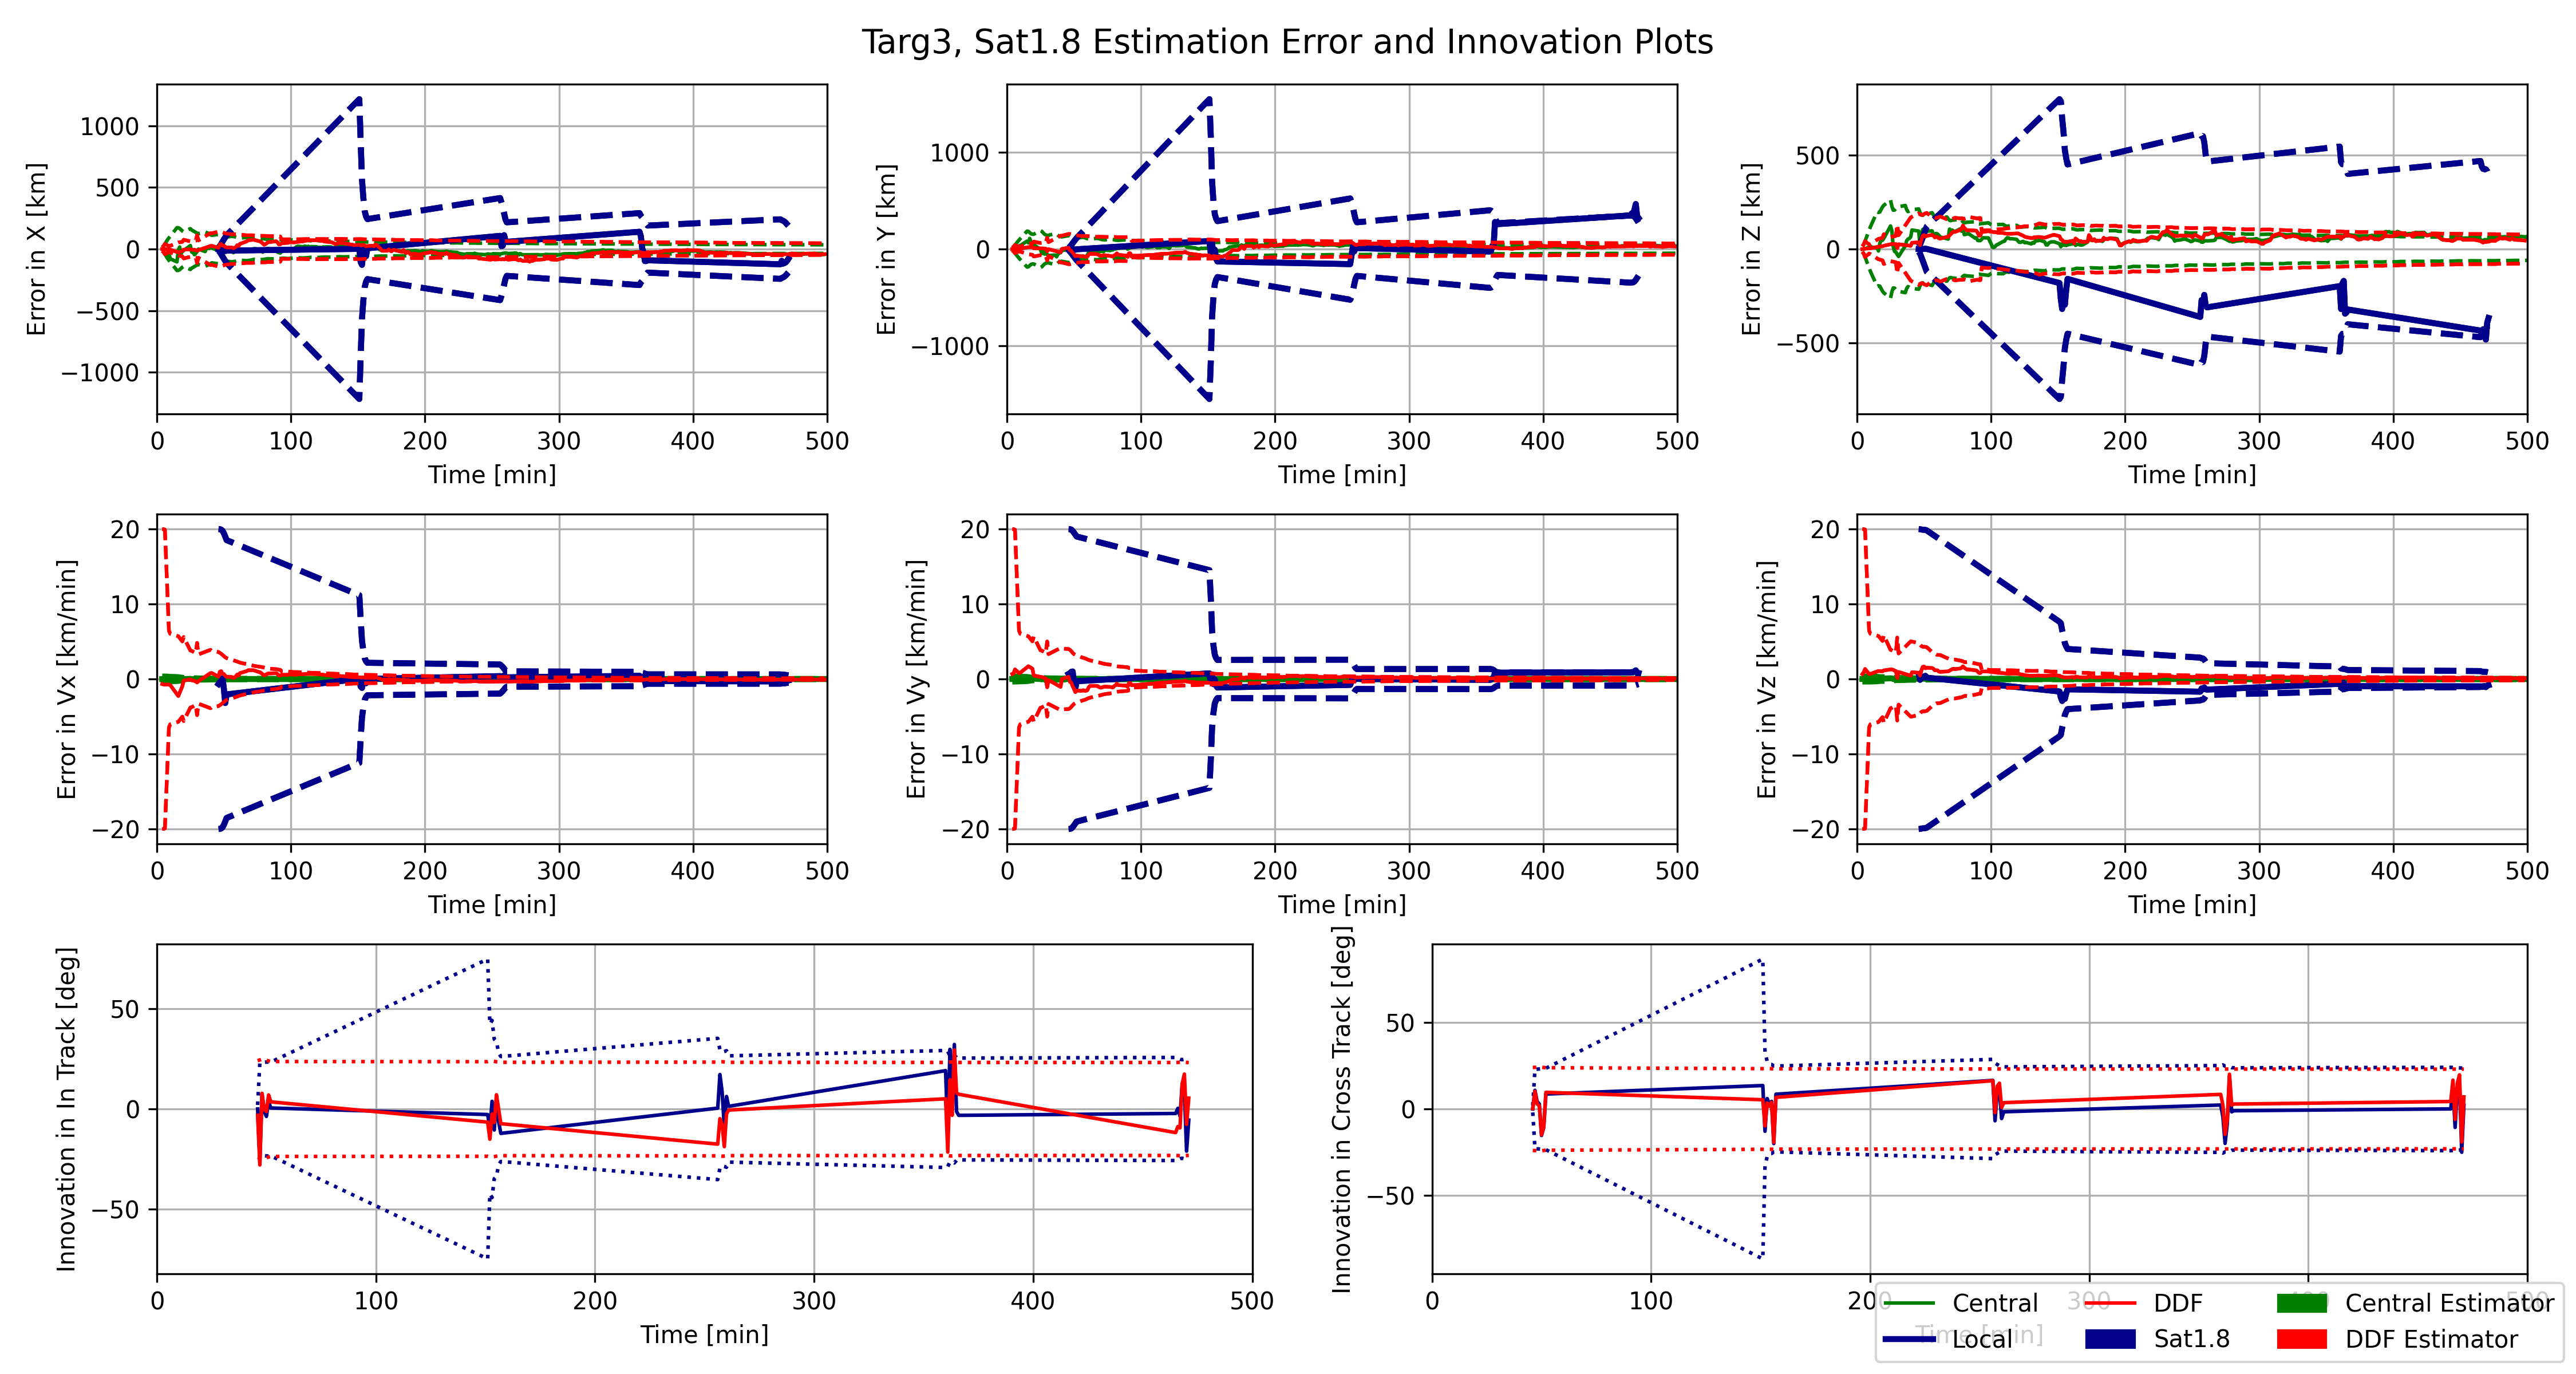 Targ3, Sat1.8 Estimation Error and Innovation Plots
Error in X [km]
1000
500
0
−500
−1000
0 100 200 300 400 500
Time [min]
Error in Y [km]
1000
0
−1000
0 100 200 300 400 500
Time [min]
Error in Z [km]
500
0
−500
0 100 200 300 400 500
Time [min]
Error in Vx [km/min]
20
10
0
−10
−20
0 100 200 300 400 500
Time [min]
Error in Vy [km/min]
20
10
0
−10
−20
0 100 200 300 400 500
Time [min]
Error in Vz [km/min]
20
10
0
−10
−20
0 100 200 300 400 500
Time [min]
Innovation in In Track [deg]
50
0
−50
0 100 200 300 400 500
Time [min]
Innovation in Cross Track [deg]
50
0
−50
0 100 200 300 400 500
Time [min]
Central DDF Central Estimator
Local Sat1.8 DDF Estimator